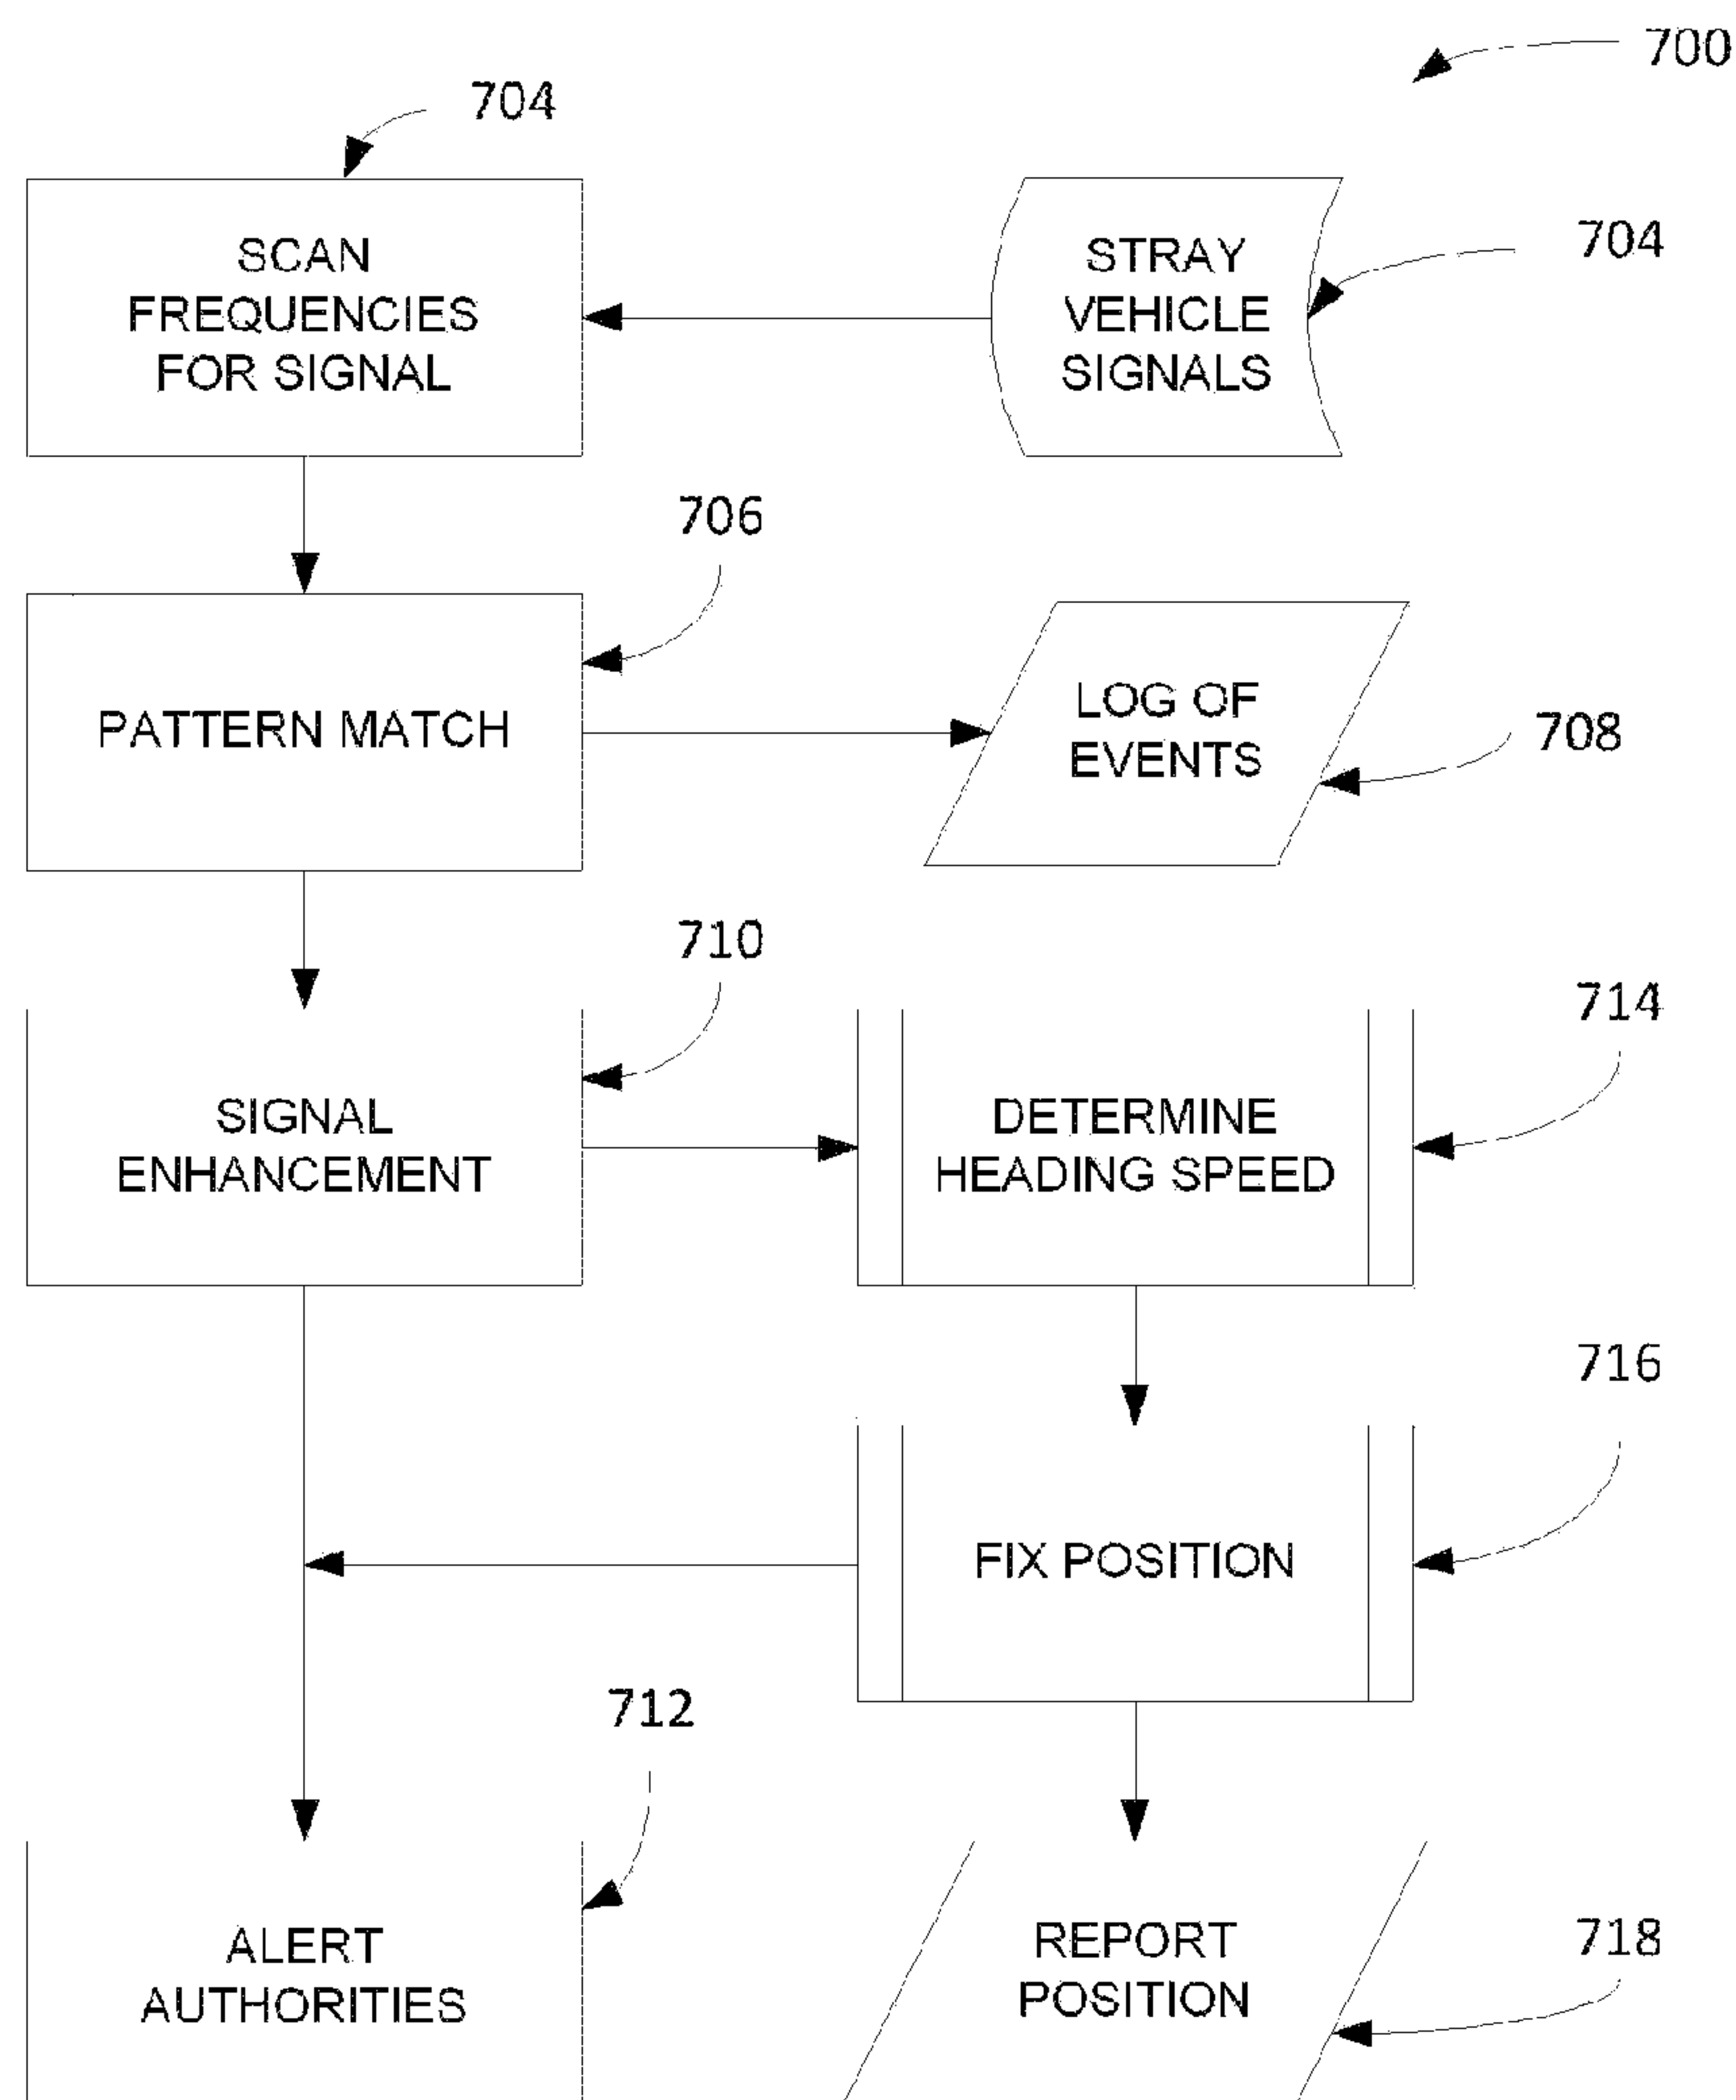 700
704
SCAN
FREQUENCIES
FOR SIGNAL
STRAY
VEHICLE
SIGNALS
704
706
PATTERN MATCH
LOG OF
EVENTS
708
710
SIGNAL
ENHANCEMENT
DETERMINE
HEADING SPEED
714
716
FIX POSITION
712
ALERT
AUTHORITIES
REPORT
POSITION
718